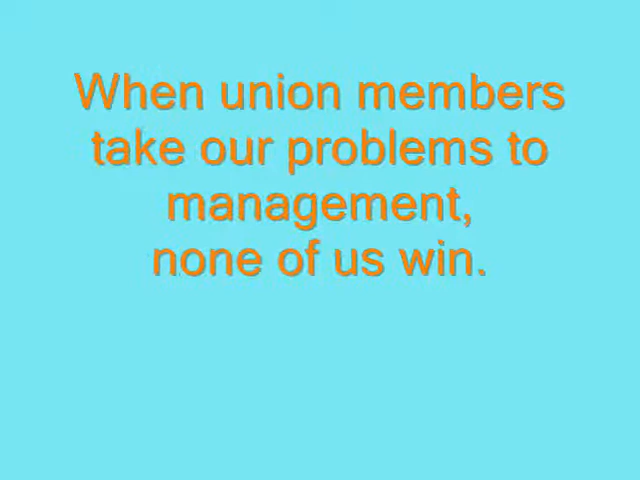 When union members
take our problems to
management,
none of us win.